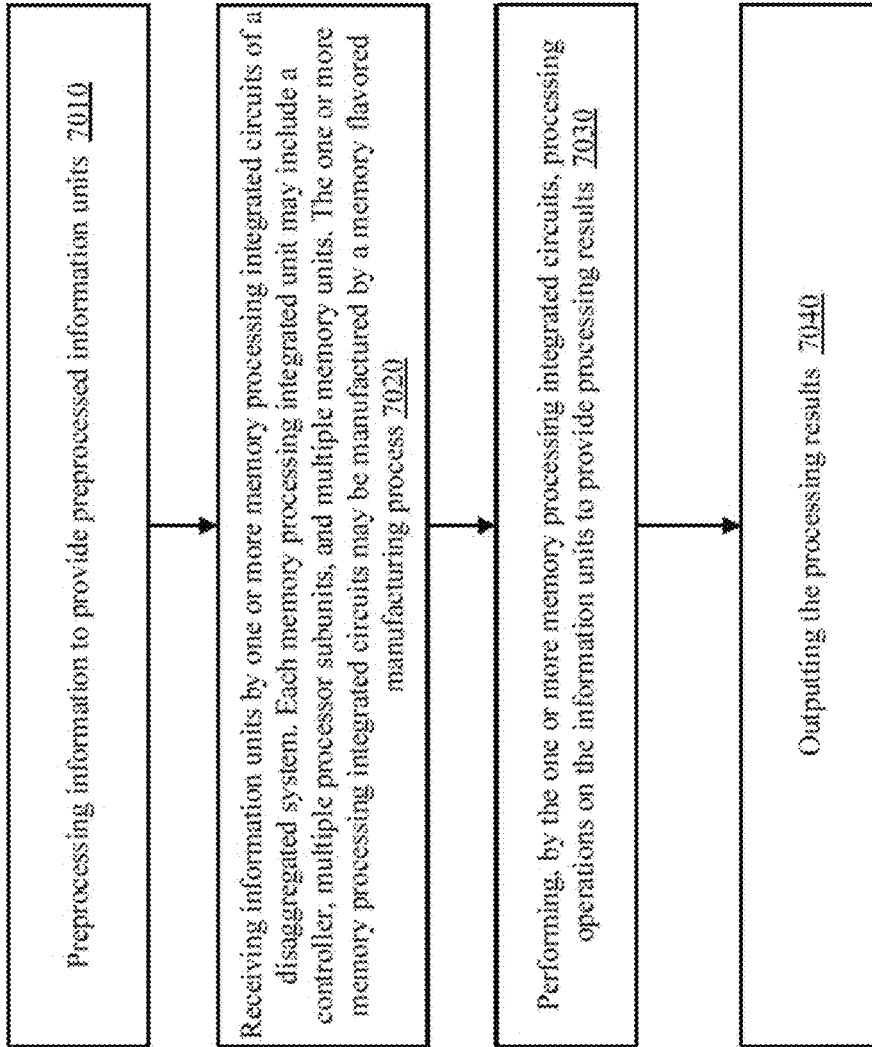 Preprocessing information to provide preprocessed information units 7010
Receiving information units by one or more memory processing integrated circuits of a
disaggregated system. Each memory processing integrated unit may include a
controller, multiple processor subunits, and multiple memory units. The one or more
memory processing integrated circuits may be manufactured by a memory flavored
manufacturing process 7020
Performing, by the one or more memory processing integrated circuits, processing
operations on the information units to provide processing results 7030
Outputing the processing results 7040